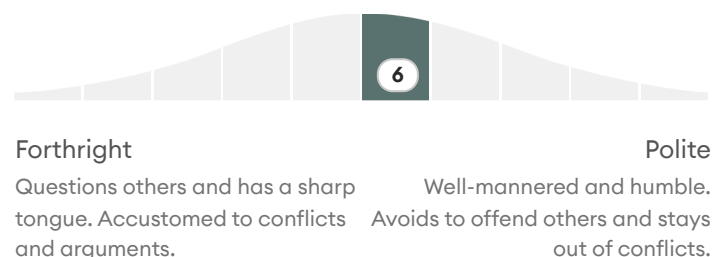 6
Forthright
Questions others and has a sharp
tongue. Accustomed to conflicts
and arguments.
Polite
Well-mannered and humble.
Avoids to offend others and stays
out of conflicts.